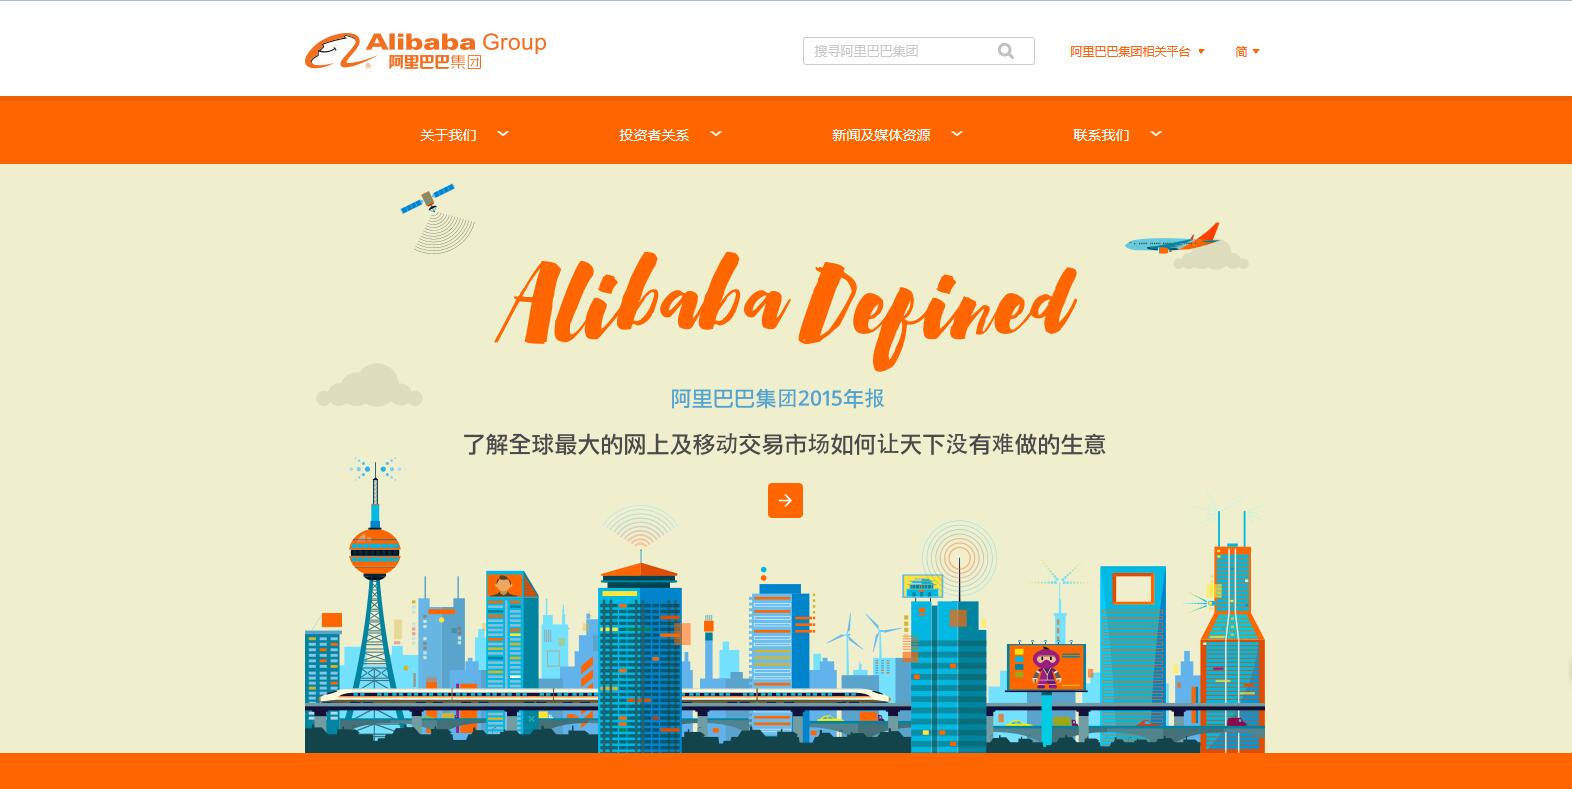 Alibaba Group
阿里巴巴集团
搜寻阿里巴巴集团
阿里巴巴集团相关平台
简
关于我们
投资者关系
新闻及媒体资源
联系我们
Alibaba Defined
阿里巴巴集团2015年报
了解全球最大的网上及移动交易市场如何让天下没有难做的生意